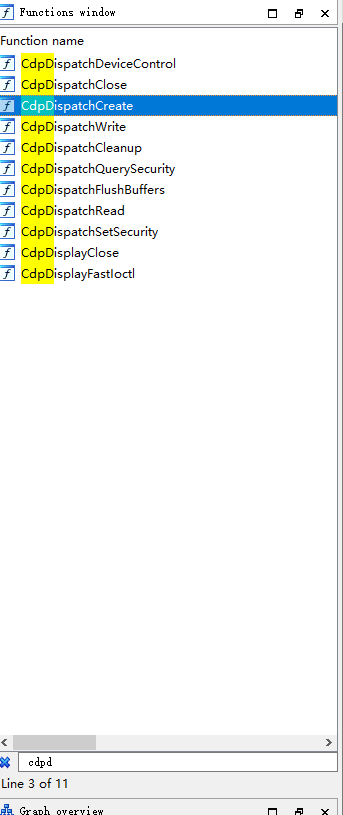 Functions window
Function name
CdpDispatchDeviceControl
CdpDispatchClose
CdpDispatchCreate
CdpDispatchWrite
CdpDispatchCleanup
CdpDispatchQuerySecurity
CdpDispatchFlushBuffers
CdpDispatchRead
CdpDispatchSetSecurity
CdpDisplayClose
CdpDisplayFastIoctl
cdpd
Line 3 of 11
Graph overview